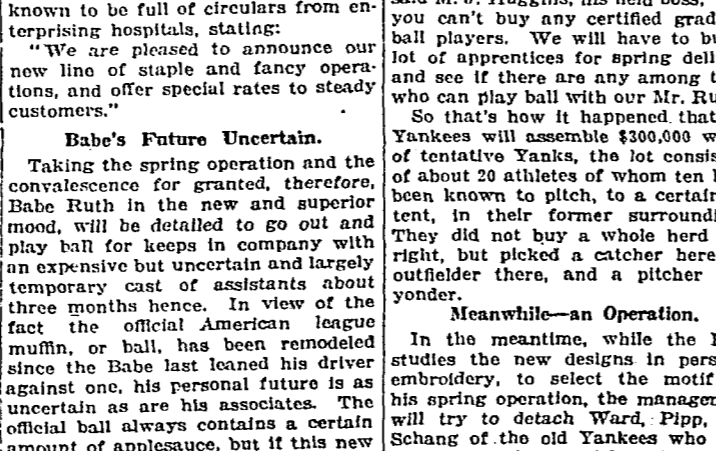 known to be full of circulars from en-
terprising hospitals, stating:
"We are pleased to announce our
new line of staple and fancy opera-
tions, and offer special rates to steady
customers."
Babe's Future Uncertain.
Taking the spring operation and the
convalescence for granted, therefore,
Babe Ruth in the new and superior
mood, will be detailed to go out and
play ball for keeps in company with
an expensive but uncertain and largely
temporary cast of assistants about
three months hence. In view of the
fact the official American league
muffin, or ball, has been remodeled
since the Babe last leaned his driver
against one, his personal future is as
uncertain as are his associates. The
official ball always contains a certain
amount of applesauce, but if this new
you can't buy any certified grad
ball players. We will have to b
lot of apprentices for spring deli
and see if there are any among t
who can play ball with our Mr. Ru
So that's how it happened that
Yankees will assemble $300,000 w
of tentative Yanks, the lot consis
of about 20 athletes of whom ten
been known to pitch, to a certain
tent, in their former surroundi
They did not buy a whole herd
right, but picked a catcher here
outfielder there, and a pitcher
yonder.
Meanwhile—an Operation.
In the meantime, while the
studies the new designs in pers
embroidery, to select the motif
his spring operation, the manager
will try to detach Ward, Pipp,
Schang of the old Yankees who